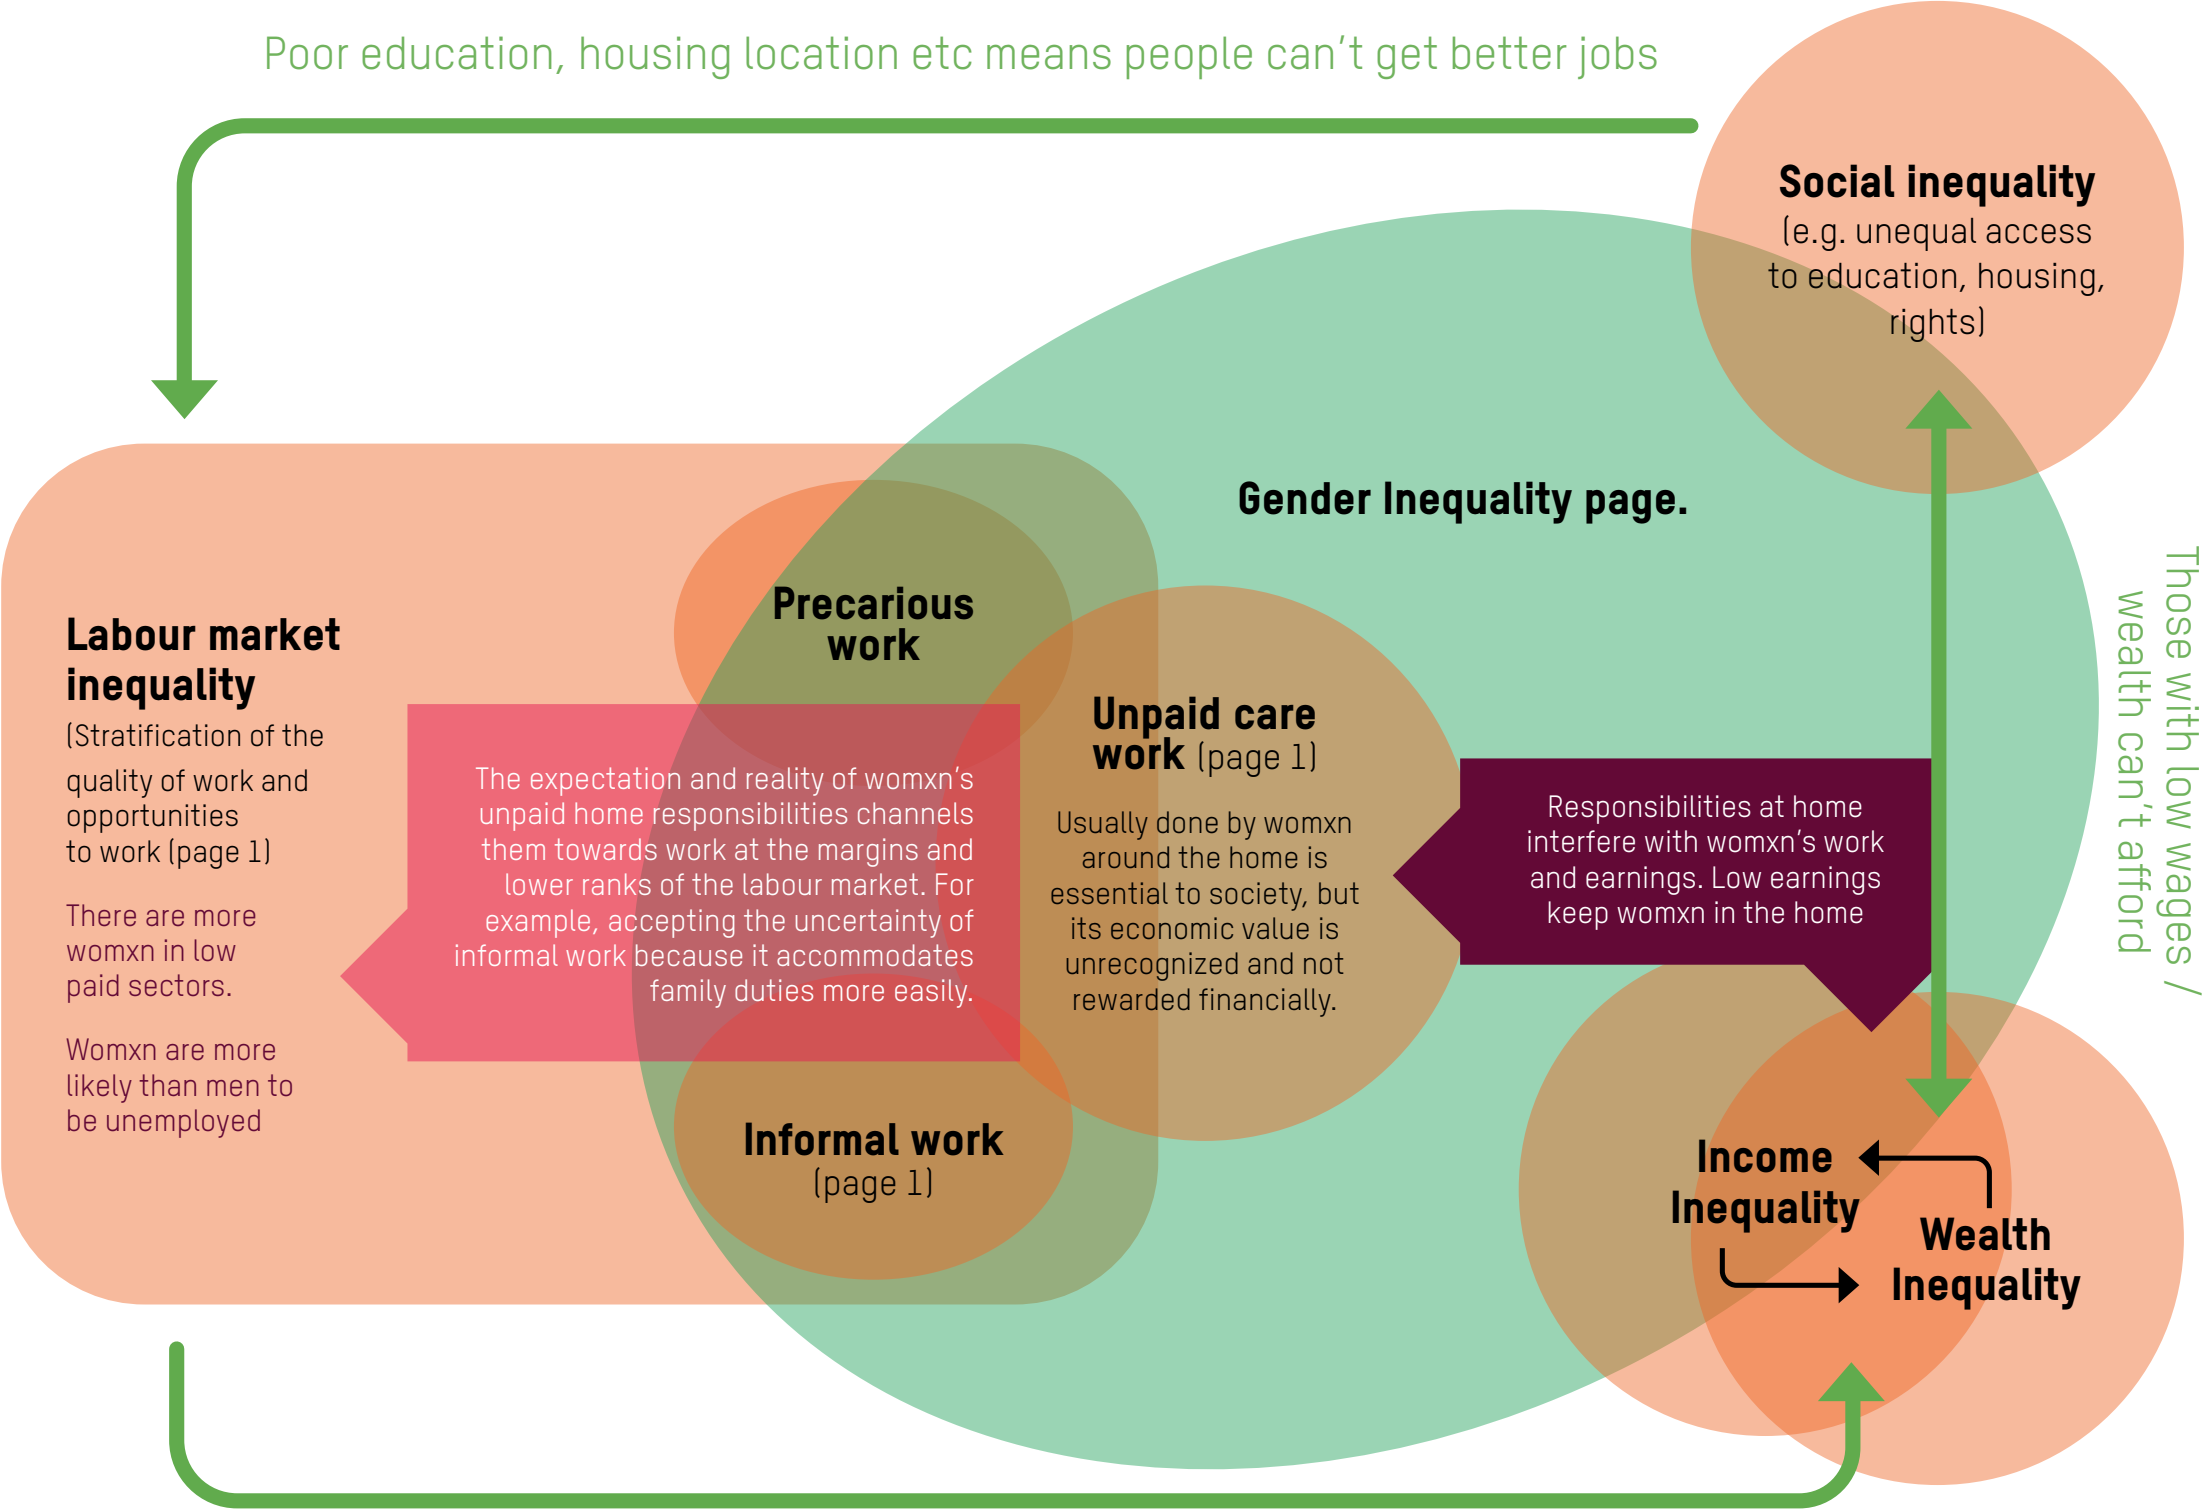 Poor education, housing location etc means people can't get better jobs
Social inequality
(e.g. unequal access
to education, housing,
rights)
Gender Inequality page.
Labour market
inequality
(Stratification of the
quality of work and
opportunities
to work (page 1)
There are more
womxn in low
paid sectors.
Womxn are more
likely than men to
be unemployed
Precarious
work
The expectation and reality of womxn's
unpaid home responsibilities channels
them towards work at the margins and
lower ranks of the labour market. For
example, accepting the uncertainty of
informal work because it accommodates
family duties more easily.
Informal work
(page 1)
Unpaid care
work (page 1)
Usually done by womxn
around the home is
essential to society, but
its economic value is
unrecognized and not
rewarded financially.
Responsibilities at home
interfere with womxn's work
and earnings. Low earnings
keep womxn in the home
Those with low wages /
wealth can't afford
Income
Inequality
Wealth
Inequality